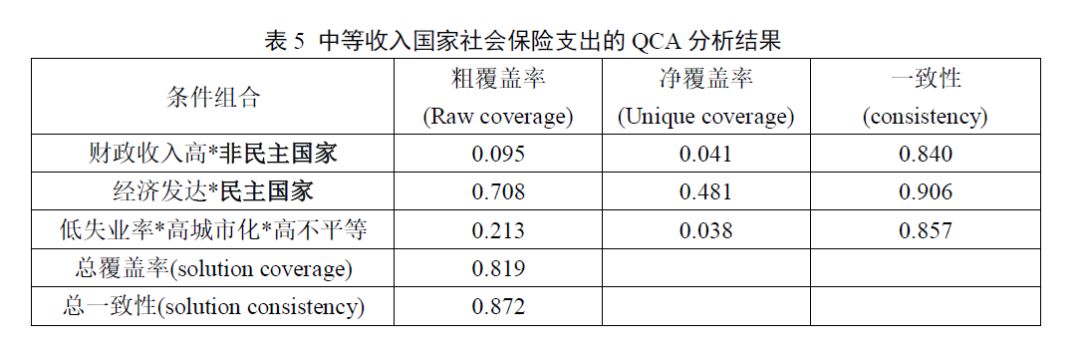 表 5 中等收入国家社会保险支出的 QCA 分析结果
条件组合 粗覆盖率 (Raw coverage) 净覆盖率 (Unique coverage) 一致性 (consistency)
财政收入高*非民主国家 0.095 0.041 0.840
经济发达*民主国家 0.708 0.481 0.906
低失业率*高城市化*高不平等 0.213 0.038 0.857
总覆盖率(solution coverage) 0.819
总一致性(solution consistency) 0.872